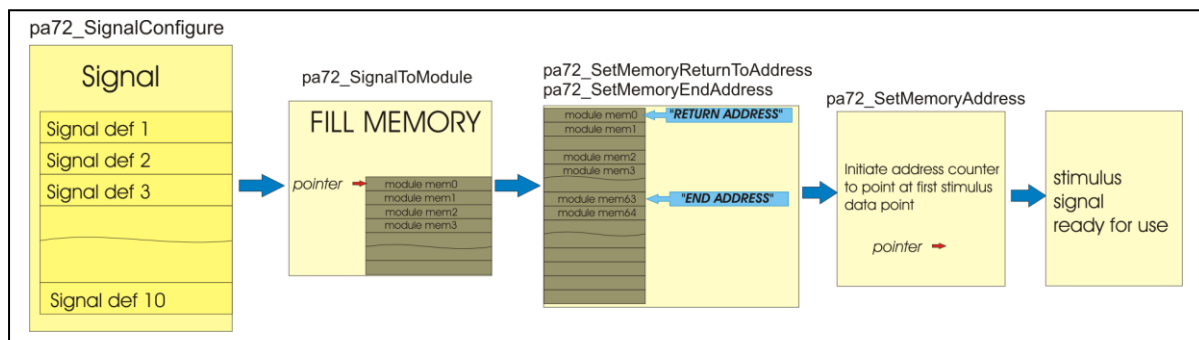 pa72_SignalConfigure
Signal
Signal def 1
Signal def 2
Signal def 3
Signal def 10
pa72_SignalToModule
FILL MEMORY
pointer
module mem0
module mem1
module mem2
module mem3
pa72_SetMemoryReturnToAddress
pa72_SetMemoryEndAddress
module mem0
"RETURN ADDRESS"
module mem1
module mem2
module mem3
module mem63
"END ADDRESS"
module mem64
pa72_SetMemoryAddress
Initiate address counter
to point at first stimulus
data point
pointer
stimulus
signal
ready for use